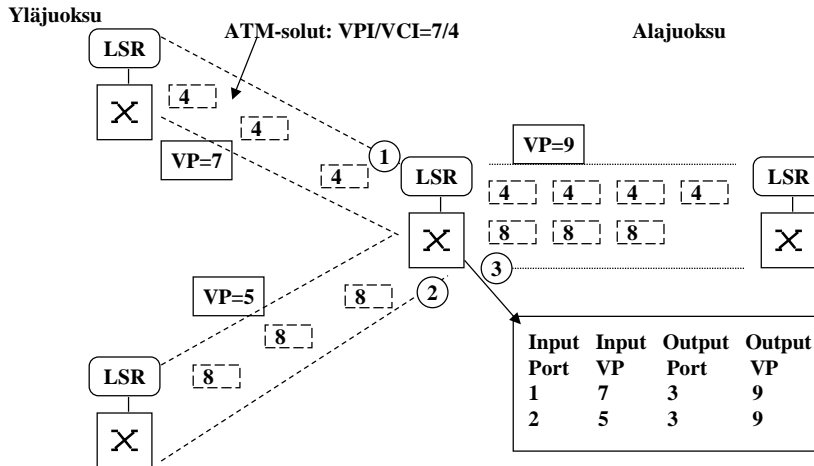 Yläjuoksu
ATM-solut: VPI/VCI=7/4
Alajuoksu
LSR
4
4
4
VP=7
1
LSR
VP=9
4 4 4 4
8 8 8
LSR
3
2
VP=5
8
8
8
LSR
Input Input Output Output
Port VP Port VP
1 7 3 9
2 5 3 9